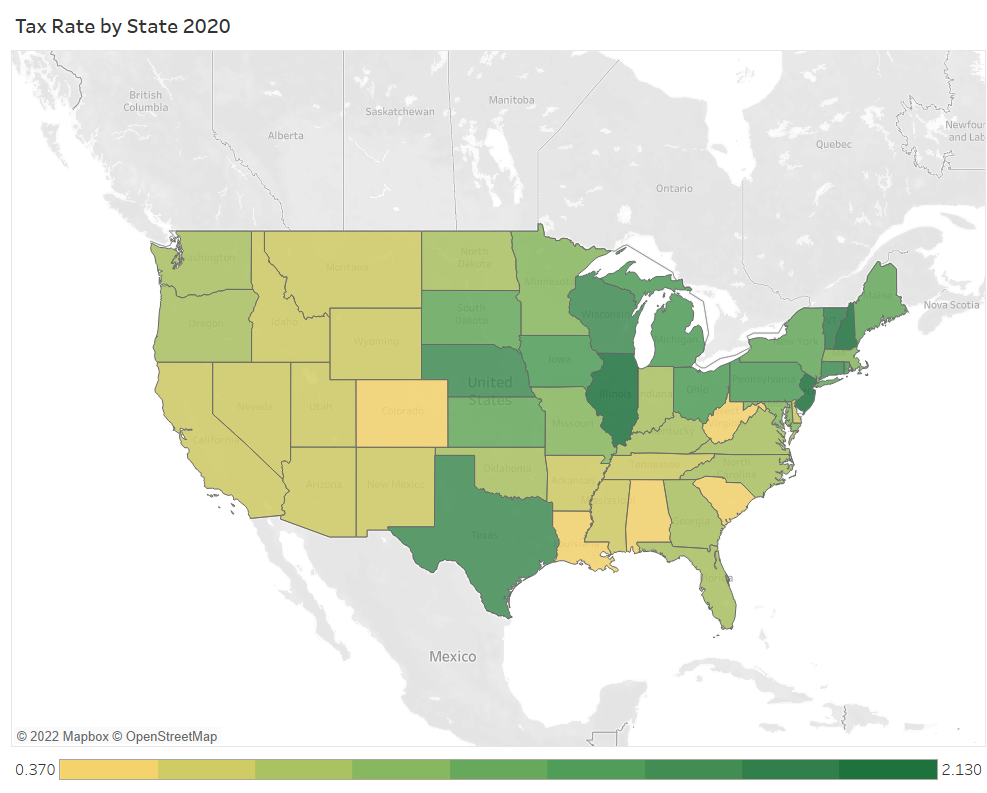 Tax Rate by State 2020
British
Columbia
Alberta
Saskatchewan
Manitoba
Ontario
Quebec
Newfour
and Lab
Nova Scotia
Washington
Montana
North
Dakota
Minnesota
Oregon
Idaho
South
Dakota
Wisconsin
Michigan
VT
Maine
New York
Wyoming
Iowa
Nevada
Utah
Colorado
United
States
Illinois
Indiana
Ohio
Pennsylvania
California
Missouri
Kentucky
West
Virginia
Arizona
New Mexico
Oklahoma
Arkansas
Tennessee
North
Carolina
Mississippi
Georgia
Texas
Louisiana
Florida
Mexico
© 2022 Mapbox © OpenStreetMap
0.370
2.130